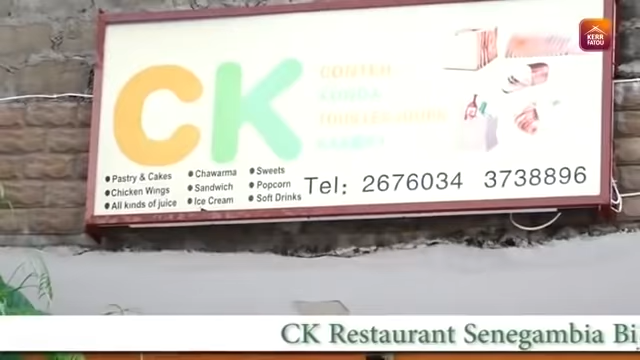 KERR
FATOU
CK
Pastry & Cakes
Chicken Wings
All kinds of juice
Chawarma
Sandwich
Ice Cream
Sweets
Popcorn
Soft Drinks
Tel: 2676034 3738896
CK Restaurant Senegambia Bij